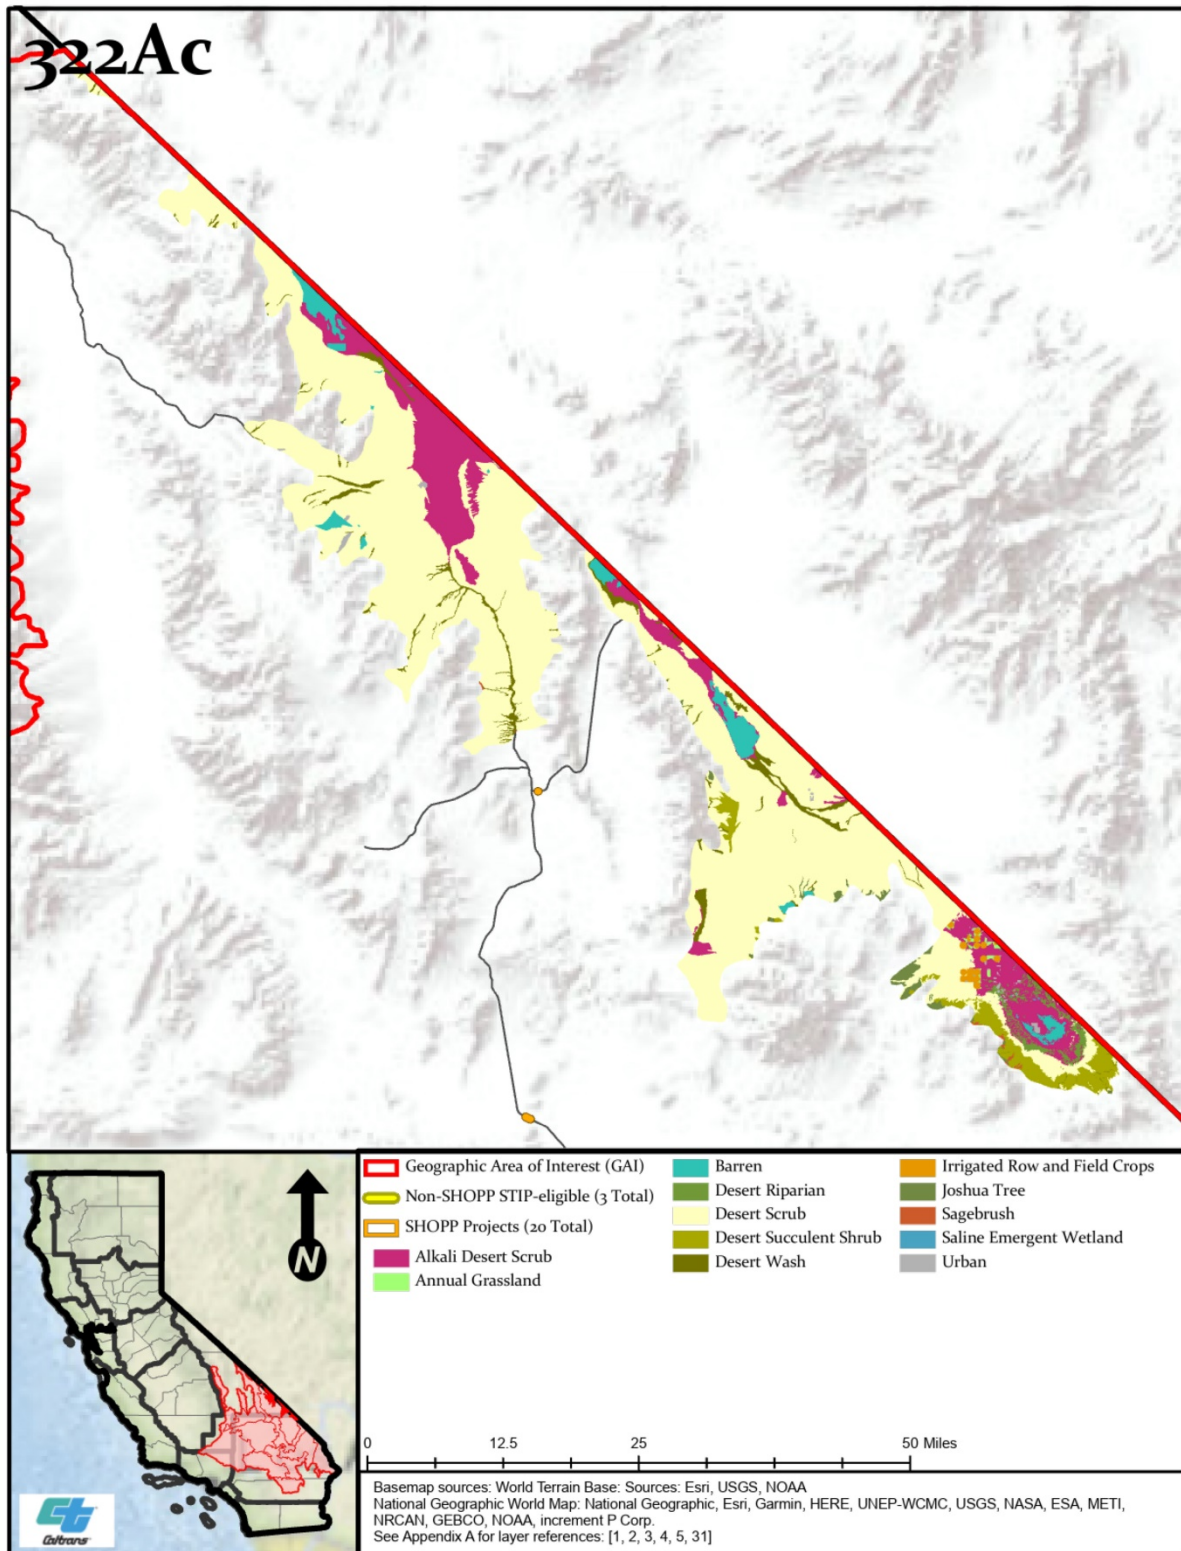 322Ac
Geographic Area of Interest (GAI)
Non-SHOPP STIP-eligible (3 Total)
SHOPP Projects (20 Total)
Alkali Desert Scrub
Annual Grassland
Barren
Desert Riparian
Desert Scrub
Desert Succulent Shrub
Desert Wash
Irrigated Row and Field Crops
Joshua Tree
Sagebrush
Saline Emergent Wetland
Urban
N
Caltrans
0 12.5 25 50 Miles
Basemap sources: World Terrain Base: Sources: Esri, USGS, NOAA
National Geographic World Map: National Geographic, Esri, Garmin, HERE, UNEP-WCMC, USGS, NASA, ESA, METI,
NRCAN, GEBCO, NOAA, increment P Corp.
See Appendix A for layer references: [1, 2, 3, 4, 5, 31]